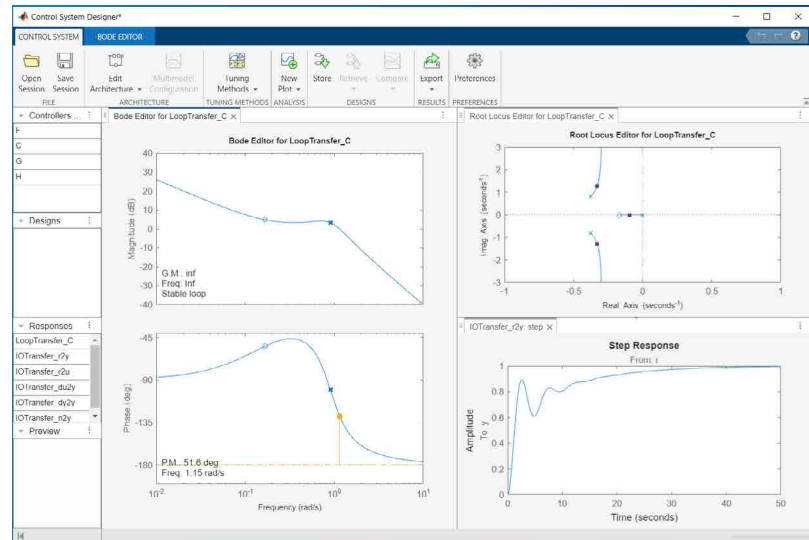 Control System Designer*
CONTROL SYSTEM
BODE EDITOR
Open Session
Save Session
Edit Architecture
Multimodel Configuration
Tuning Methods
New Plot
Store
Retrieve
Compare
Export
Preferences
FILE
ARCHITECTURE
TUNING METHODS
ANALYSIS
DESIGNS
RESULTS
PREFERENCES
Controllers ...
F
C
G
H
Designs
Responses
LoopTransfer_C
IOTransfer_r2y
IOTransfer_r2u
IOTransfer_du2y
IOTransfer_dy2y
IOTransfer_n2y
Preview
Bode Editor for LoopTransfer_C
Bode Editor for LoopTransfer_C
Magnitude (dB)
40
30
20
10
0
-10
-20
-30
-40
G.M.: inf
Freq: Inf
Stable loop
Phase (deg)
-45
-90
-135
-180
P.M.: 51.6 deg
Freq: 1.15 rad/s
10-2
10-1
100
101
Frequency (rad/s)
Root Locus Editor for LoopTransfer_C
Root Locus Editor for LoopTransfer_C
Imag Axis (seconds-1)
3
2
1
0
-1
-2
-3
-1
-0.5
0
0.5
1
Real Axis (seconds-1)
IOTransfer_r2y: step
Step Response
From: r
Amplitude
To: y
1
0.8
0.6
0.4
0.2
0
0
10
20
30
40
50
Time (seconds)